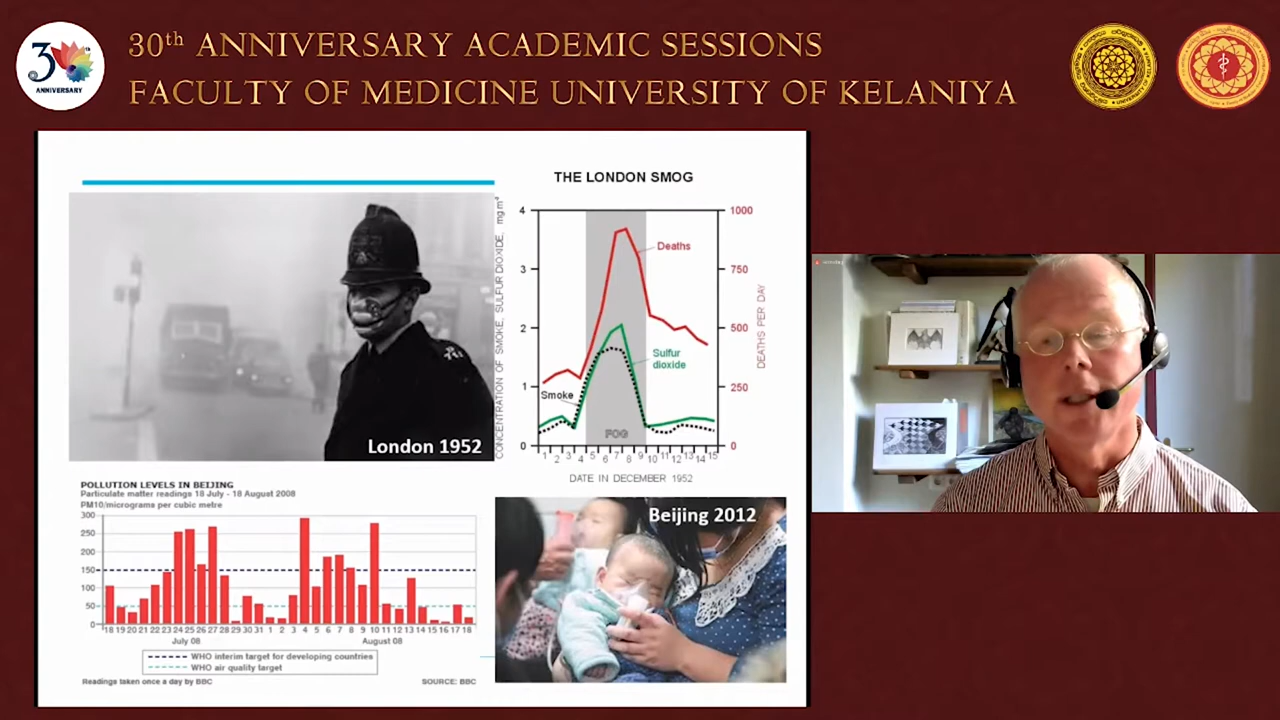 30th ANNIVERSARY ACADEMIC SESSIONS
FACULTY OF MEDICINE UNIVERSITY OF KELANIYA
30th
ANNIVERSARY
THE LONDON SMOG
London 1952
CONCENTRATION OF SMOKE, SULFUR DIOXIDE, mg m³
4
3
2
1
0
1000
750
500
250
0
DEATHS PER DAY
Deaths
Sulfur
dioxide
Smoke
FOG
1 2 3 4 5 6 7 8 9 10 11 12 13 14 15
DATE IN DECEMBER 1952
POLLUTION LEVELS IN BEIJING
Particulate matter readings 18 July - 18 August 2008
PM10/micrograms per cubic metre
300
250
200
150
100
50
0
18 19 20 21 22 23 24 25 26 27 28 29 30 31 1 2 3 4 5 6 7 8 9 10 11 12 13 14 15 16 17 18
July 08 August 08
WHO interim target for developing countries
WHO air quality target
Readings taken once a day by BBC SOURCE: BBC
Beijing 2012